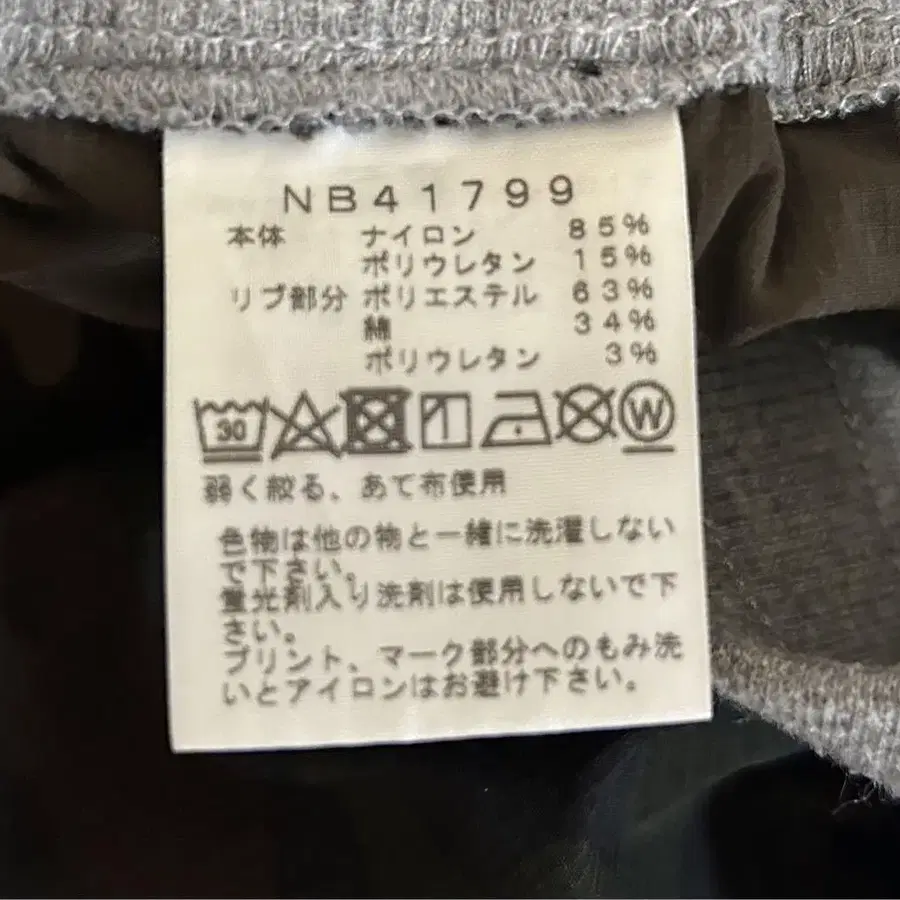 NB41799
本体 ナイロン 85%
ポリウレタン 15%
リブ部分 ポリエステル 63%
綿 34%
ポリウレタン 3%
30 W
弱く絞る、あて布使用
色物は他の物と一緒に洗濯しない
で下さい。
蛍光剤入り洗剤は使用しないで下
さい。
プリント、マーク部分へのもみ洗
いとアイロンはお避け下さい。